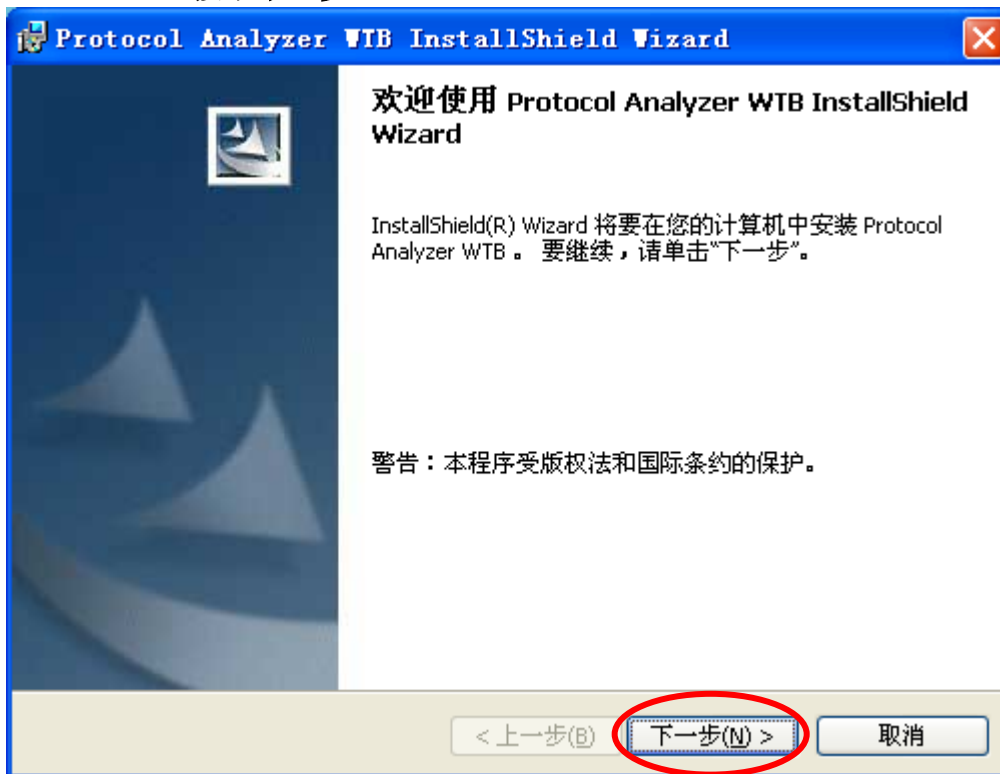 Protocol Analyzer WTB InstallShield Wizard
欢迎使用 Protocol Analyzer WTB InstallShield
Wizard
InstallShield(R) Wizard 将要在您的计算机中安装 Protocol
Analyzer WTB 。 要继续，请单击“下一步”。
警告：本程序受版权法和国际条约的保护。
< 上一步(B)
下一步(N) >
取消